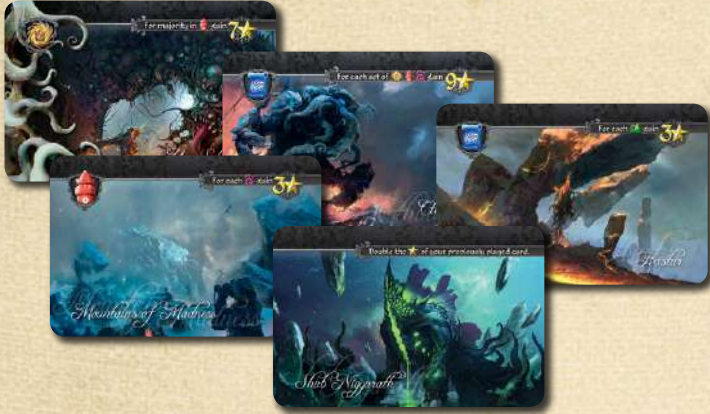 For majority in gain 7
For each set of gain 9
For each gain 3
For each gain 3
Mountains of Madness
Double the of your previously played card.
Shub Niggurath